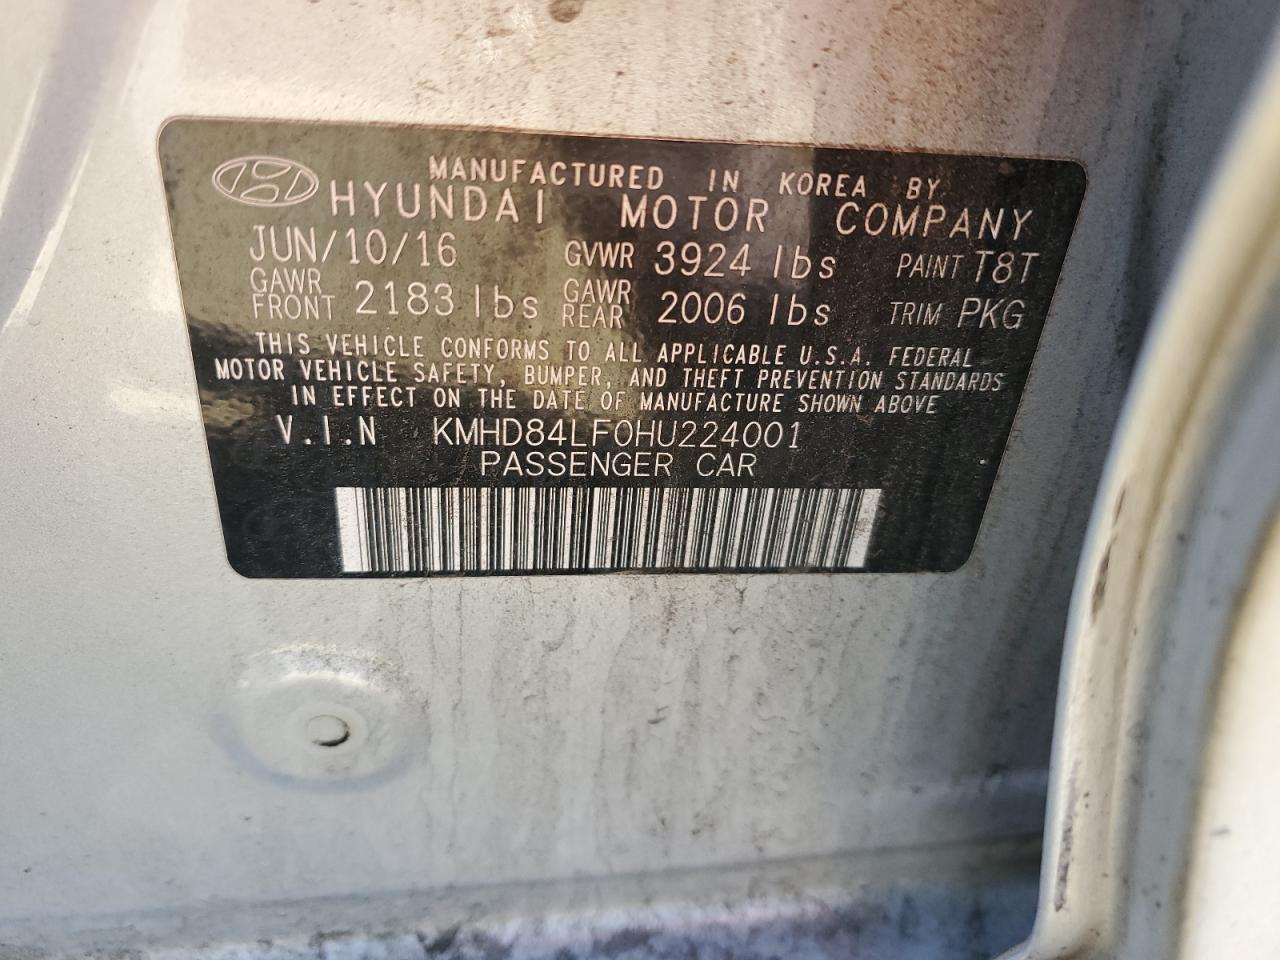 MANUFACTURED IN KOREA BY
HYUNDAI MOTOR COMPANY
JUN/10/16 GVWR 3924 lbs PAINT T8T
GAWR FRONT 2183 lbs GAWR REAR 2006 lbs TRIM PKG
THIS VEHICLE CONFORMS TO ALL APPLICABLE U.S.A. FEDERAL
MOTOR VEHICLE SAFETY, BUMPER, AND THEFT PREVENTION STANDARDS
IN EFFECT ON THE DATE OF MANUFACTURE SHOWN ABOVE
V.I.N KMHD84LF0HU224001
PASSENGER CAR